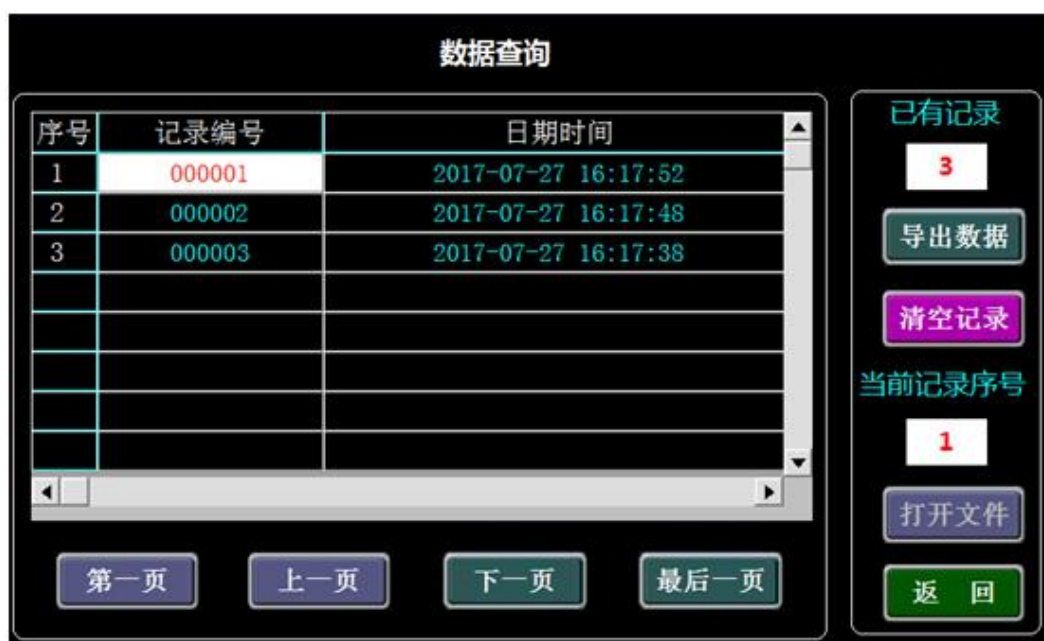 数据查询
序号 记录编号 日期时间
1 000001 2017-07-27 16:17:52
2 000002 2017-07-27 16:17:48
3 000003 2017-07-27 16:17:38
第一页 上一页 下一页 最后一页
已有记录
3
导出数据
清空记录
当前记录序号
1
打开文件
返 回